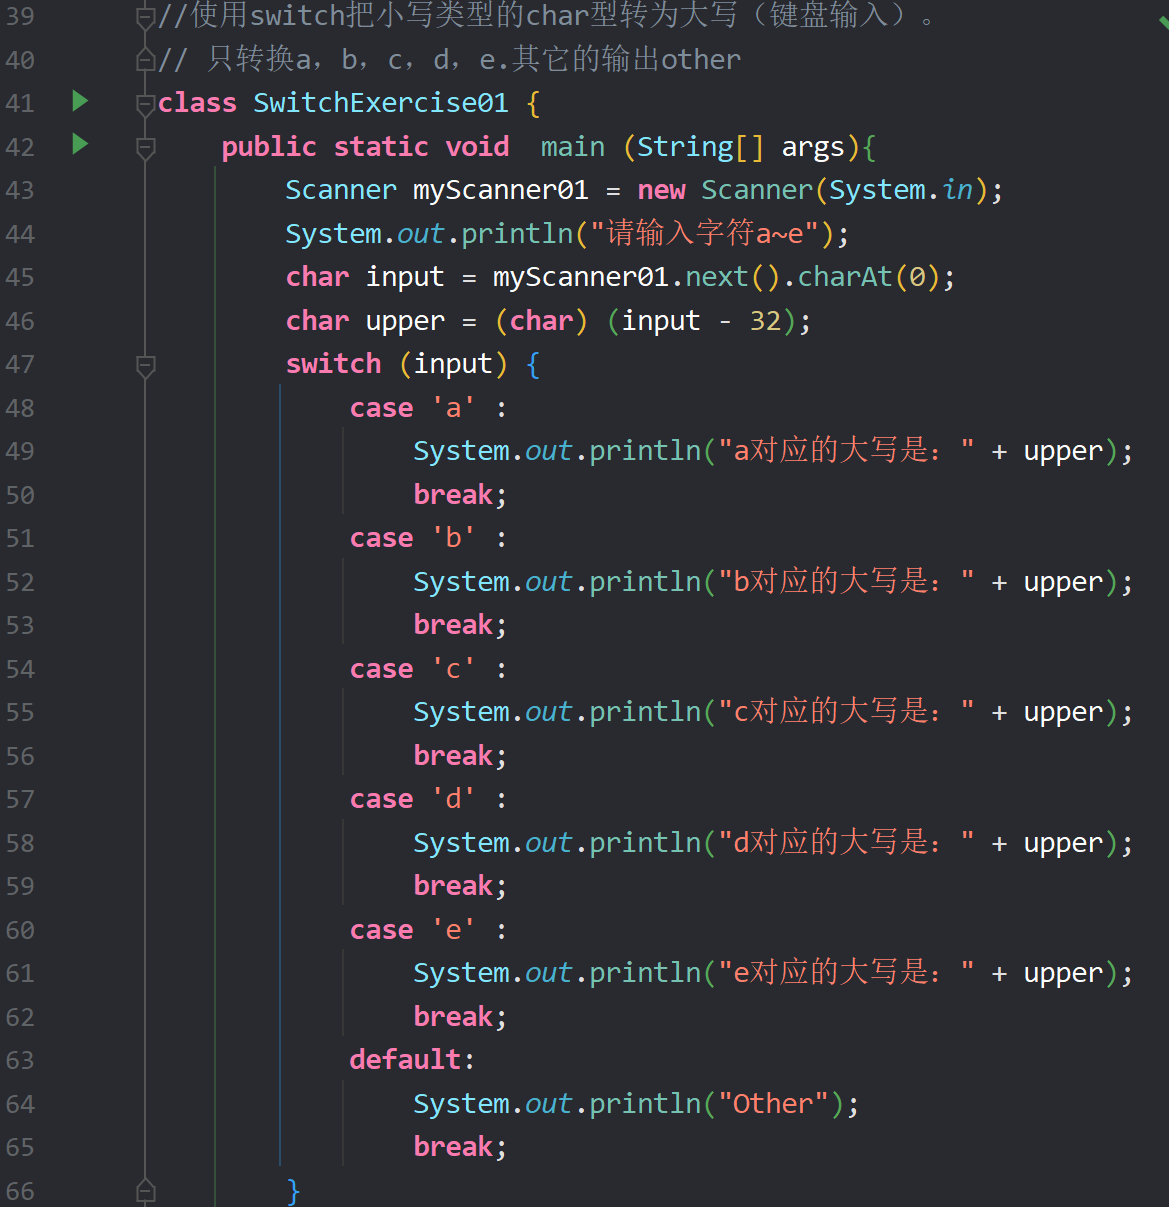 39 //使用switch把小写类型的char型转为大写（键盘输入）。
40 // 只转换a，b，c，d，e.其它的输出other
41 class SwitchExercise01 {
42     public static void  main (String[] args){
43         Scanner myScanner01 = new Scanner(System.in);
44         System.out.println("请输入字符a~e");
45         char input = myScanner01.next().charAt(0);
46         char upper = (char) (input - 32);
47         switch (input) {
48             case 'a' :
49                 System.out.println("a对应的大写是：" + upper);
50                 break;
51             case 'b' :
52                 System.out.println("b对应的大写是：" + upper);
53                 break;
54             case 'c' :
55                 System.out.println("c对应的大写是：" + upper);
56                 break;
57             case 'd' :
58                 System.out.println("d对应的大写是：" + upper);
59                 break;
60             case 'e' :
61                 System.out.println("e对应的大写是：" + upper);
62                 break;
63             default:
64                 System.out.println("Other");
65                 break;
66         }